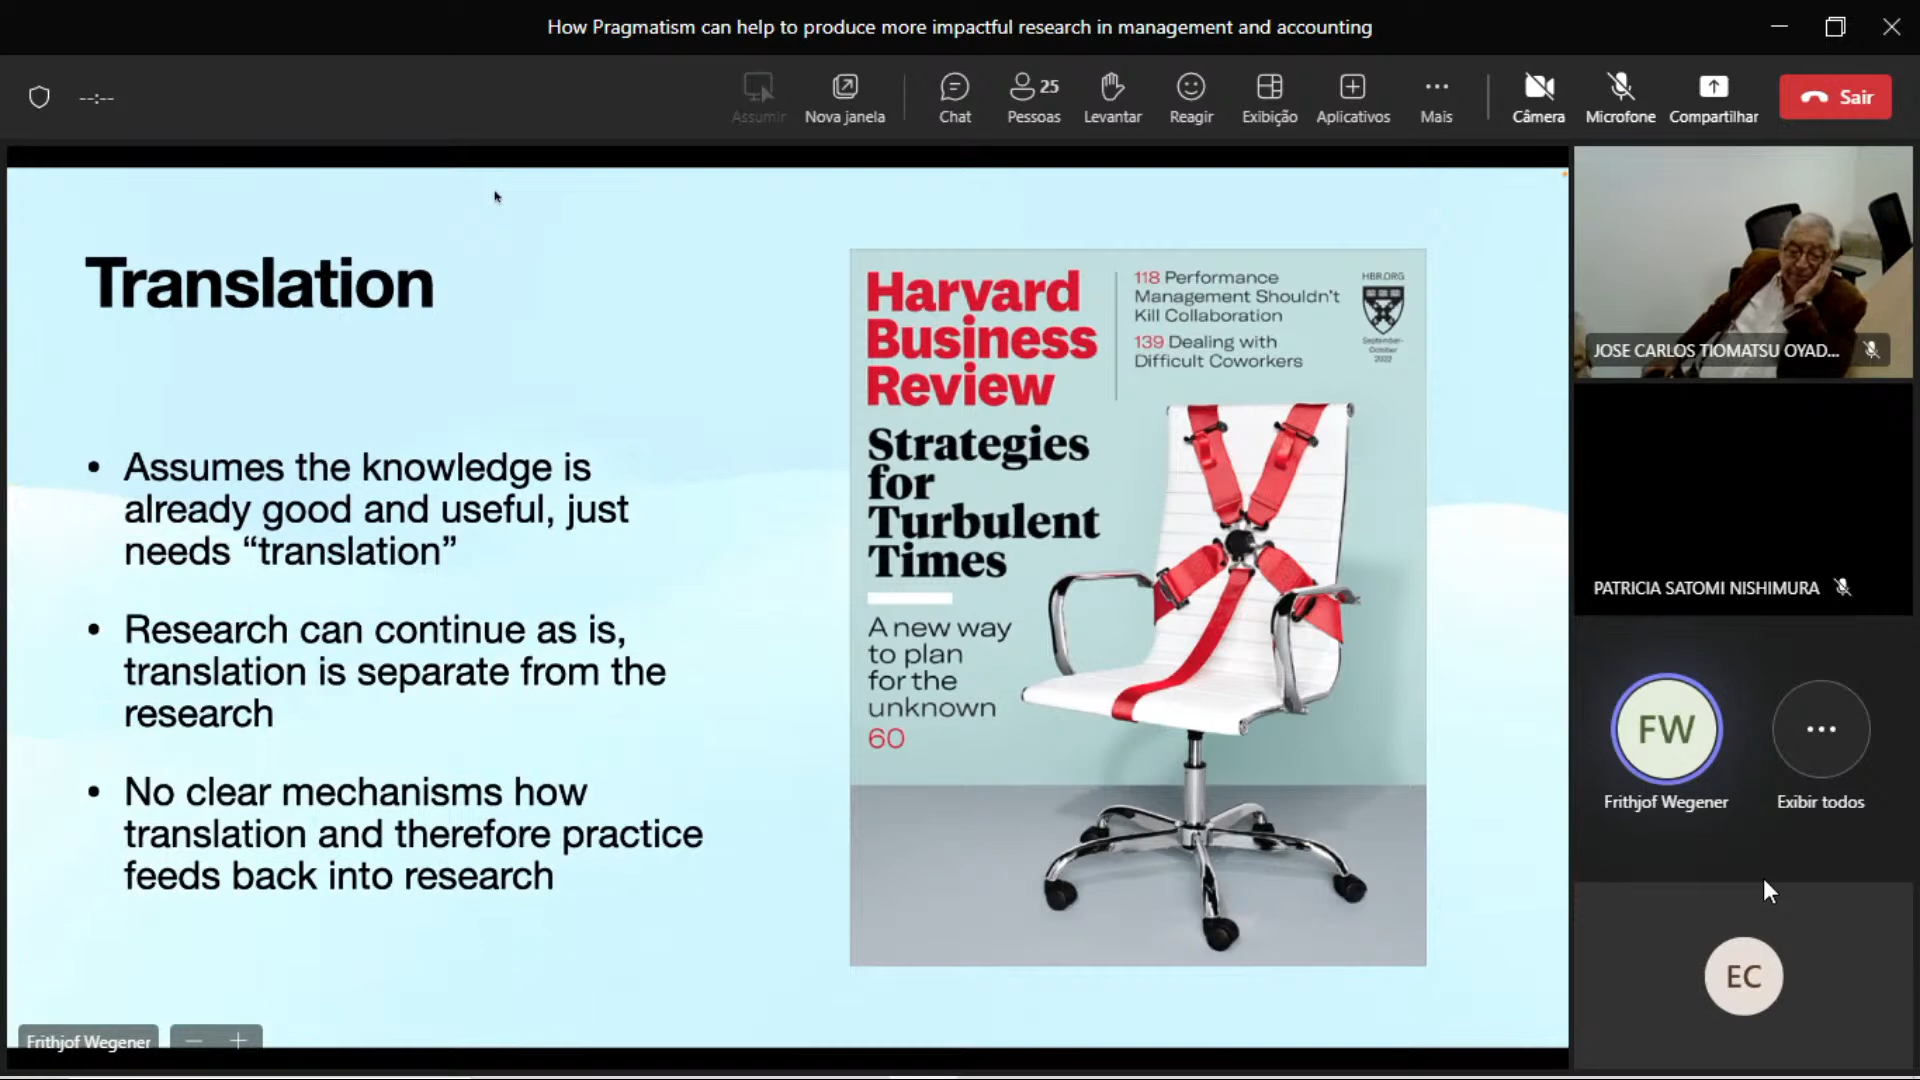 How Pragmatism can help to produce more impactful research in management and accounting
--:--
Assumir
Nova janela
Chat
25
Pessoas
Levantar
Reagir
Exibição
Aplicativos
Mais
Câmera
Microfone
Compartilhar
Sair
Translation
• Assumes the knowledge is
already good and useful, just
needs “translation”
• Research can continue as is,
translation is separate from the
research
• No clear mechanisms how
translation and therefore practice
feeds back into research
Harvard
Business
Review
118 Performance
Management Shouldn’t
Kill Collaboration
139 Dealing with
Difficult Coworkers
HBR.ORG
September–
October
2022
Strategies
for
Turbulent
Times
A new way
to plan
for the
unknown
60
JOSE CARLOS TIOMATSU OYAD...
PATRICIA SATOMI NISHIMURA
FW
Frithjof Wegener
Exibir todos
EC
Frithjof Wegener